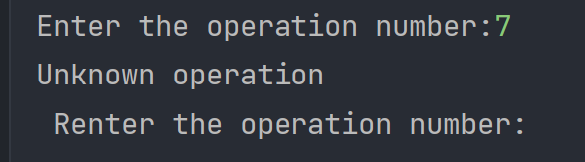 Enter the operation number:7
Unknown operation
Renter the operation number: